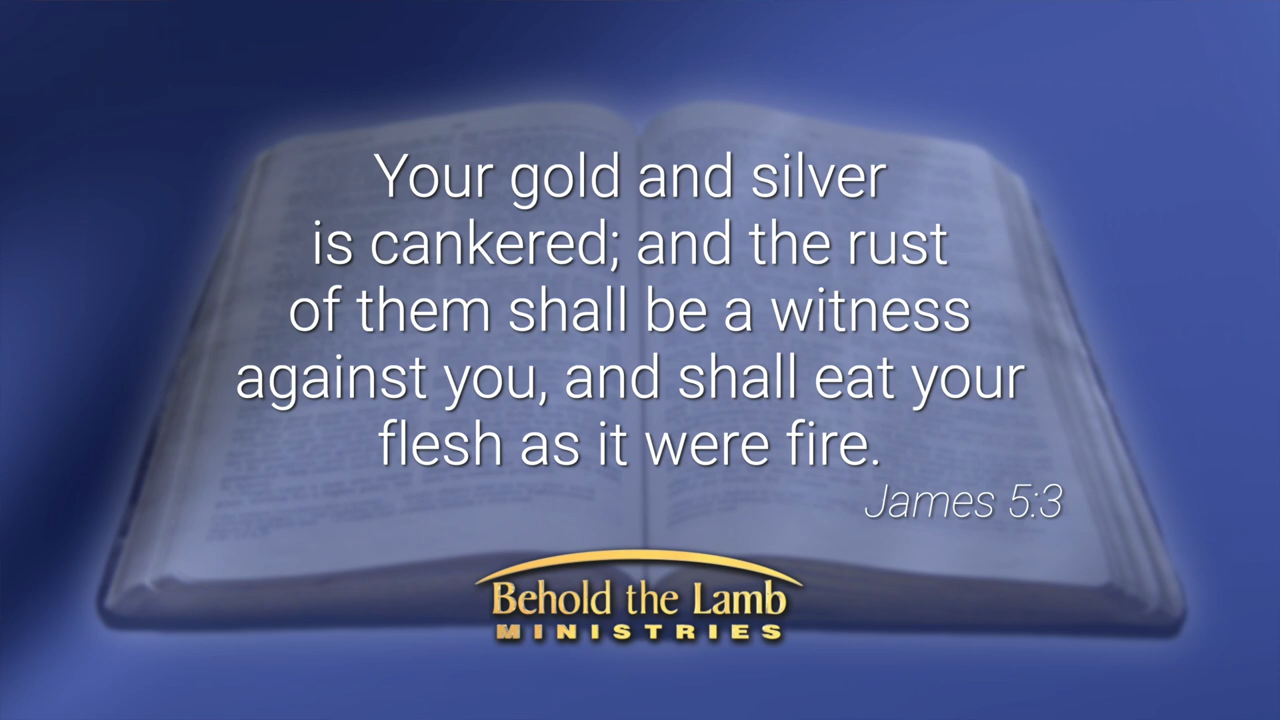 Your gold and silver
is cankered; and the rust
of them shall be a witness
against you, and shall eat your
flesh as it were fire.
James 5:3
Behold the Lamb
MINISTRIES